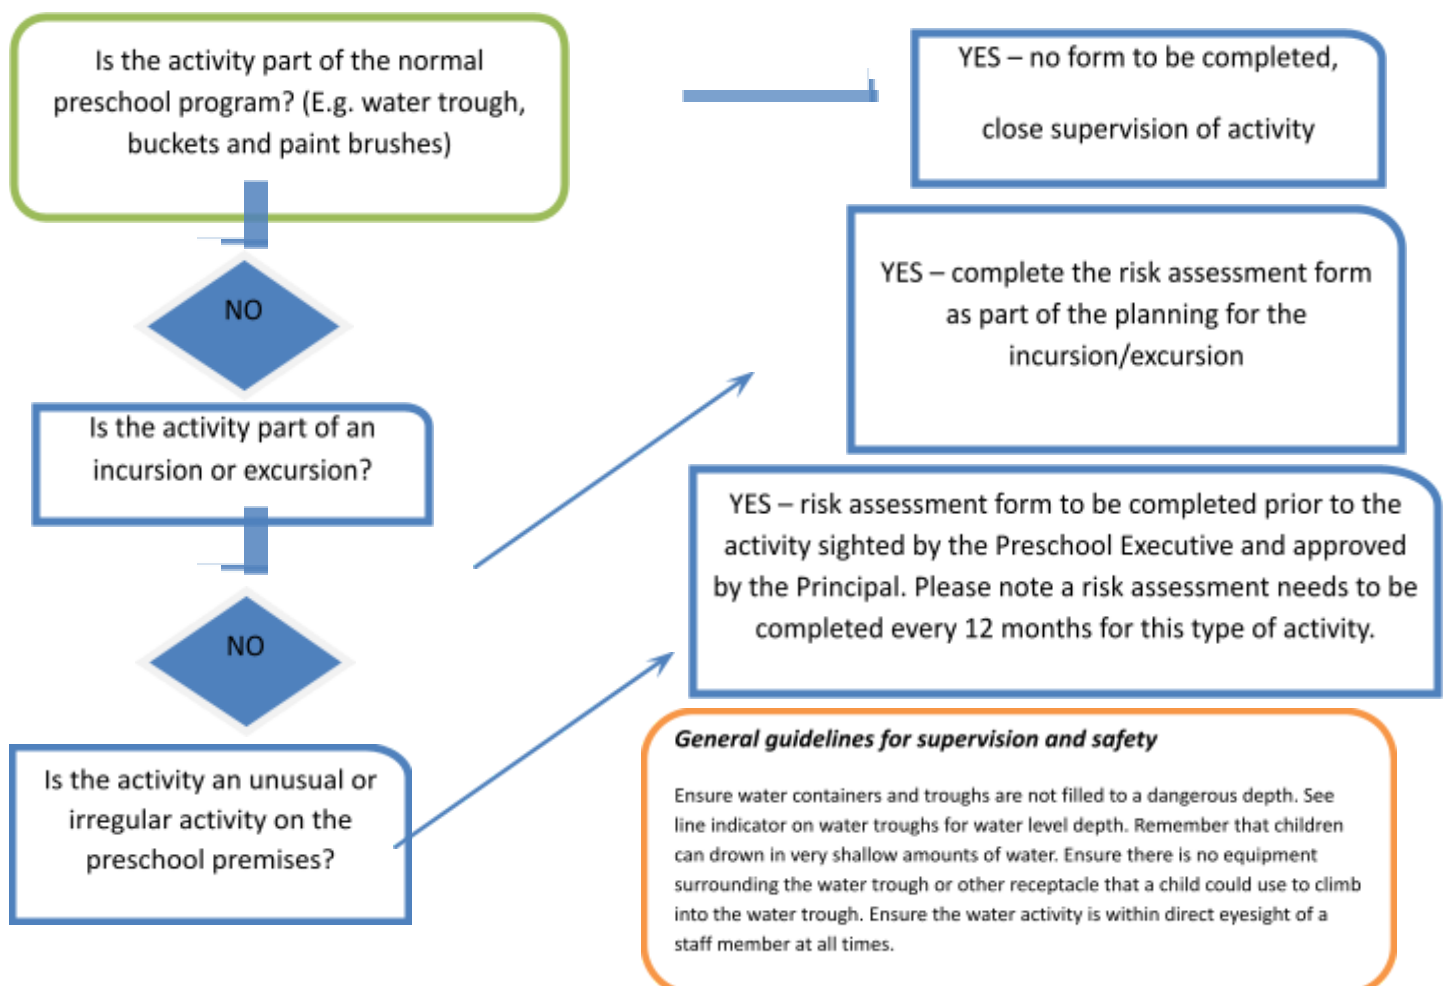 Is the activity part of the normal
preschool program? (E.g. water trough,
buckets and paint brushes)
YES – no form to be completed,
close supervision of activity
NO
YES – complete the risk assessment form
as part of the planning for the
incursion/excursion
Is the activity part of an
incursion or excursion?
YES – risk assessment form to be completed prior to the
activity sighted by the Preschool Executive and approved
by the Principal. Please note a risk assessment needs to be
completed every 12 months for this type of activity.
NO
Is the activity an unusual or
irregular activity on the
preschool premises?
General guidelines for supervision and safety
Ensure water containers and troughs are not filled to a dangerous depth. See
line indicator on water troughs for water level depth. Remember that children
can drown in very shallow amounts of water. Ensure there is no equipment
surrounding the water trough or other receptacle that a child could use to climb
into the water trough. Ensure the water activity is within direct eyesight of a
staff member at all times.